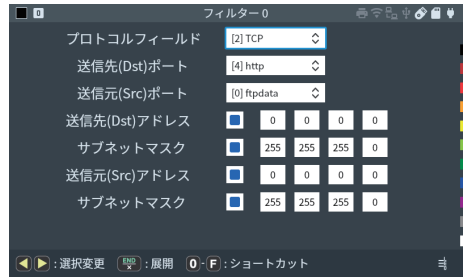 0 フィルター 0
プロトコルフィールド [2] TCP
送信先(Dst)ポート [4] http
送信元(Src)ポート [0] ftpdata
送信先(Dst)アドレス 0 0 0 0
サブネットマスク 255 255 255 0
送信元(Src)アドレス 0 0 0 0
サブネットマスク 255 255 255 0
:選択変更 END × :展開 0-F:ショートカット